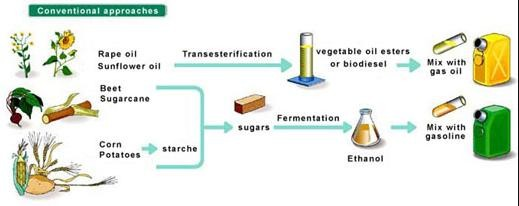 Conventional approaches
Rape oil
Sunflower oil
Transesterification
vegetable oil esters
or biodiesel
Mix with
gas oil
Beet
Sugarcane
sugars
Fermentation
Ethanol
Mix with
gasoline
Corn
Potatoes
starche